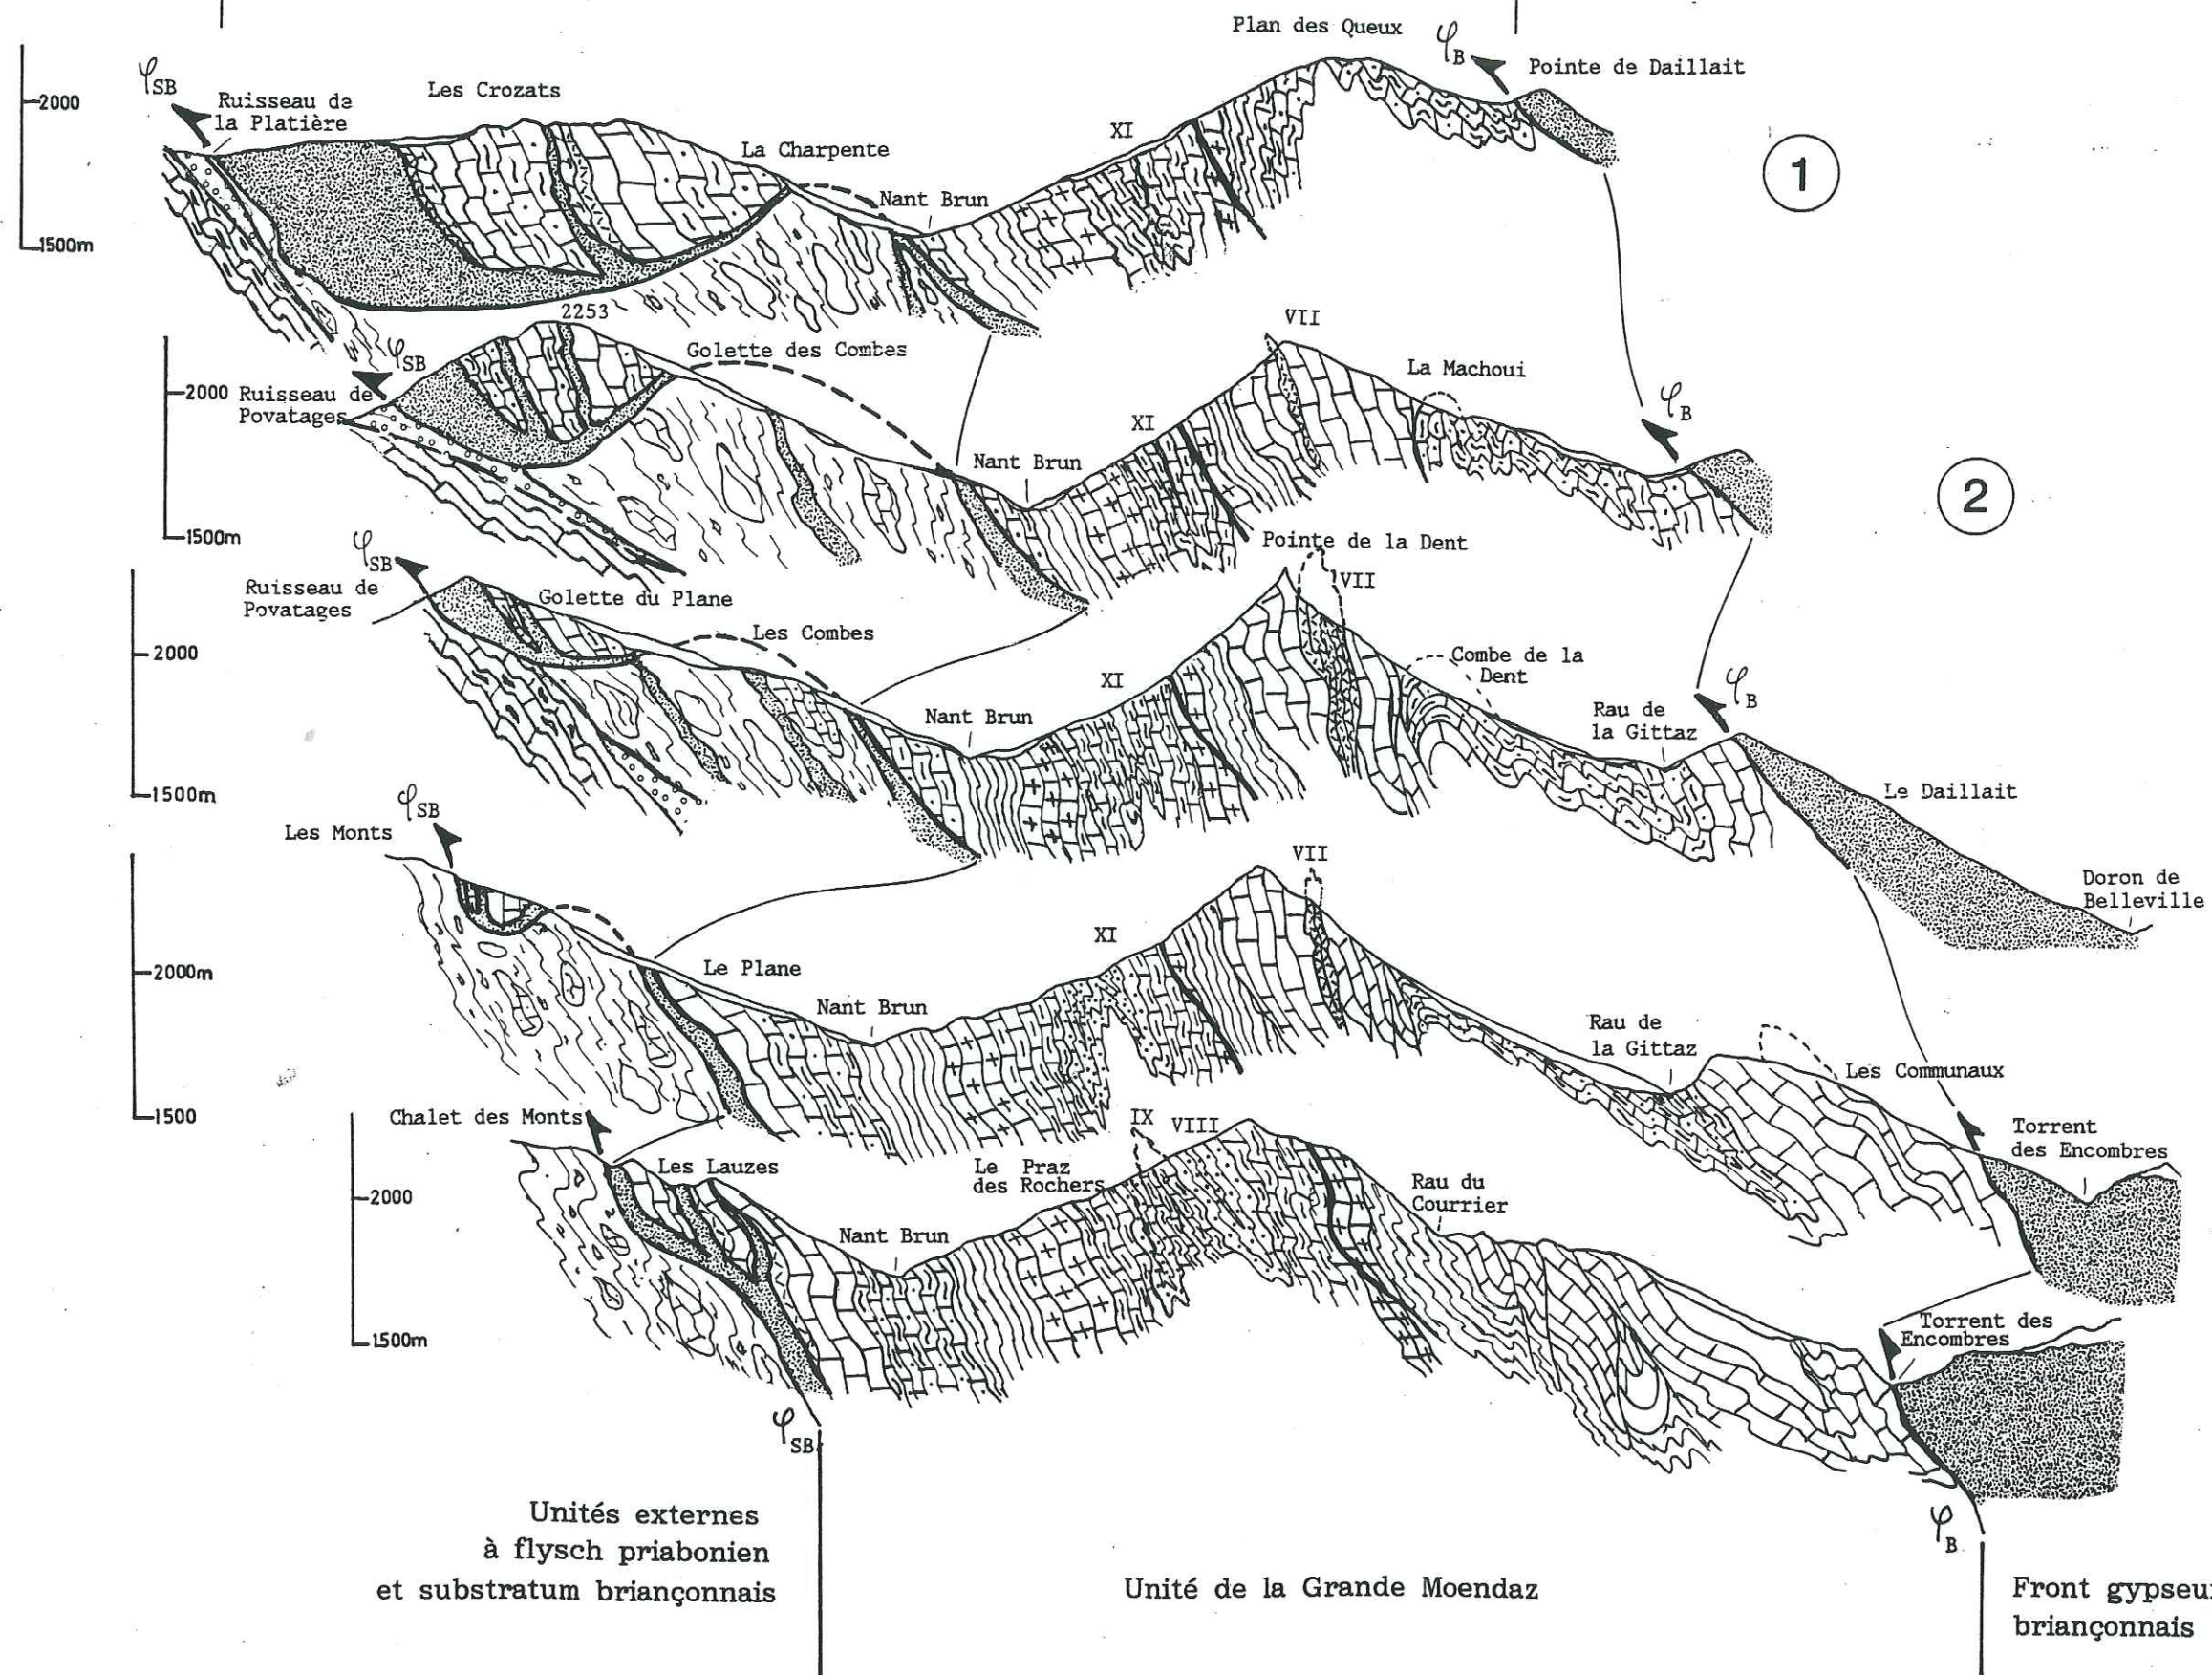 Plan des Queux
φB
Pointe de Daillait
φSB
Ruisseau de
la Platière
Les Crozats
2000
La Charpente
XI
Nant Brun
1500m
1
2253
VII
φSB
Golette des Combes
La Machoui
2000
Ruisseau de
Povatages
φB
XI
Nant Brun
2
1500m
Pointe de la Dent
φSB
VII
Ruisseau de
Povatages
Golette du Plane
Les Combes
2000
Combe de la
Dent
XI
φB
Nant Brun
Rau de
la Gittaz
1500m
Le Daillait
φSB
Les Monts
VII
Doron de
Belleville
XI
2000m
Le Plane
Nant Brun
Rau de
la Gittaz
Les Communaux
1500
Chalet des Monts
IX
VIII
Torrent
des Encombres
Les Lauzes
Le Praz
des Rochers
2000
Rau du
Courrier
Nant Brun
1500m
Torrent des
Encombres
φSB
φB
Unités externes
à flysch priabonien
et substratum briançonnais
Unité de la Grande Moendaz
Front gypseux
briançonnais